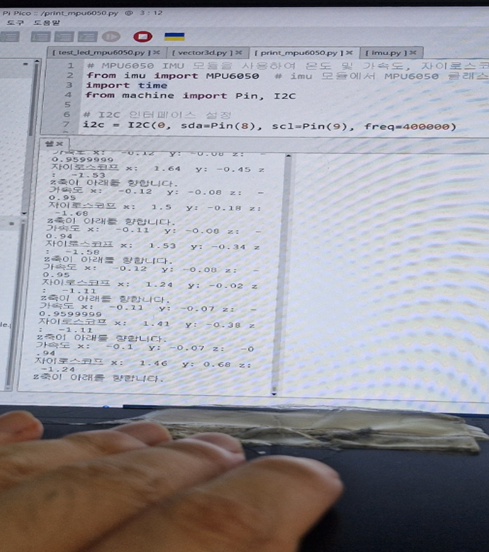 Pi Pico :: /print_mpu6050.py @ 3 : 12
도구 도움말
[ test_led_mpu6050.py ] × [ vector3d.py ] × [ print_mpu6050.py ] × [ imu.py ] ×
1 # MPU6050 IMU 모듈을 사용하여 온도 및 가속도, 자이로스코
2 from imu import MPU6050 # imu 모듈에서 MPU6050 클래스
3 import time
4 from machine import Pin, I2C
5
6 # I2C 인터페이스 설정
7 i2c = I2C(0, sda=Pin(8), scl=Pin(9), freq=400000)
쉘 ×
가속도 x: -0.12 y: -0.08 z: -
0.9599999
자이로스코프 x: 1.64 y: -0.45 z
: -1.53
z축이 아래를 향합니다.
가속도 x: -0.12 y: -0.08 z: -
0.95
자이로스코프 x: 1.5 y: -0.18 z:
-1.68
z축이 아래를 향합니다.
가속도 x: -0.11 y: -0.08 z: -
0.94
자이로스코프 x: 1.53 y: -0.34 z
: -1.56
z축이 아래를 향합니다.
가속도 x: -0.12 y: -0.08 z: -
0.95
자이로스코프 x: 1.24 y: -0.02 z
: -1.11
z축이 아래를 향합니다.
가속도 x: -0.11 y: -0.07 z: -
0.9599999
자이로스코프 x: 1.41 y: -0.38 z
: -1.11
z축이 아래를 향합니다.
가속도 x: -0.1 y: -0.07 z: -0
.94
자이로스코프 x: 1.46 y: 0.68 z:
-1.24
z축이 아래를 향합니다.